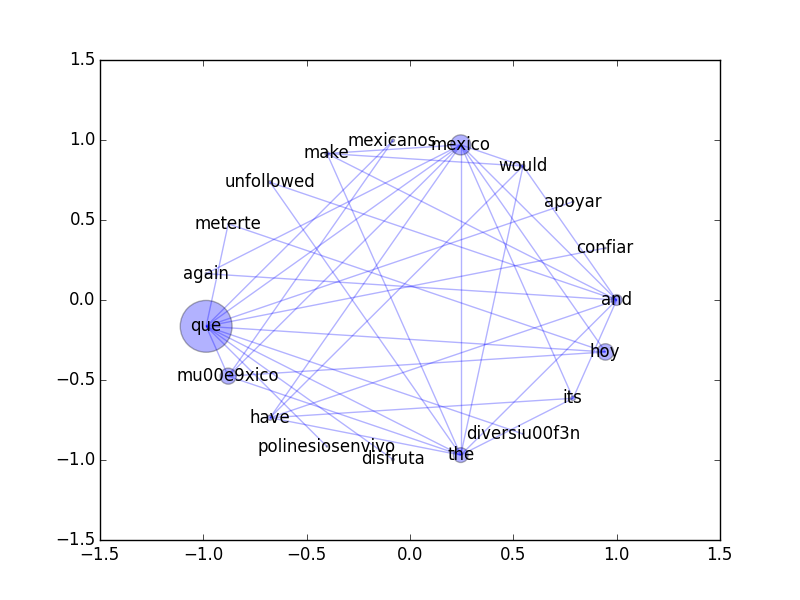 1.5
1.0
0.5
0.0
−0.5
−1.0
−1.5
mexicanos
mexico
make
would
unfollowed
apoyar
meterte
confiar
again
and
que
hoy
mu00e9xico
its
have
diversiu00f3n
polinesiosenvivo
the
disfruta
−1.5 −1.0 −0.5 0.0 0.5 1.0 1.5